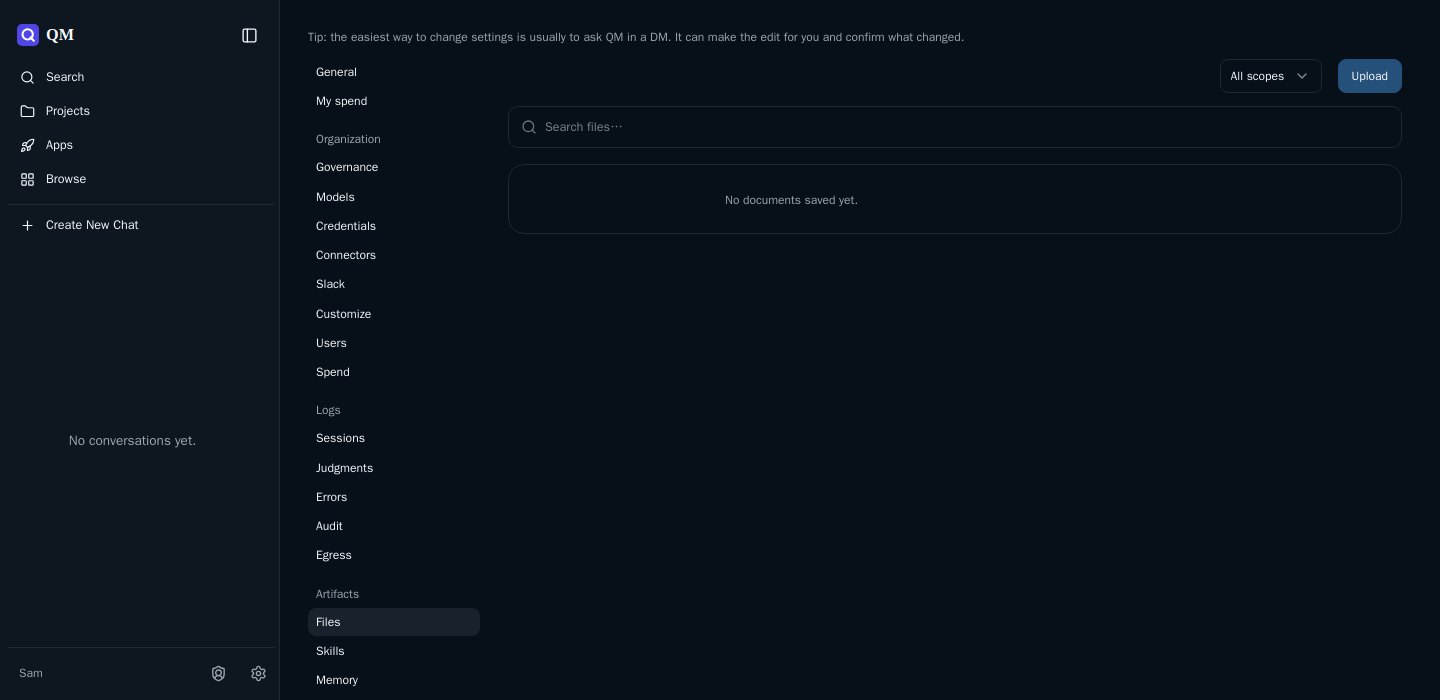 QM
Search
Projects
Apps
Browse
Create New Chat
No conversations yet.
Sam
Tip: the easiest way to change settings is usually to ask QM in a DM. It can make the edit for you and confirm what changed.
General
My spend
Organization
Governance
Models
Credentials
Connectors
Slack
Customize
Users
Spend
Logs
Sessions
Judgments
Errors
Audit
Egress
Artifacts
Files
Skills
Memory
All scopes
Upload
Search files…
No documents saved yet.